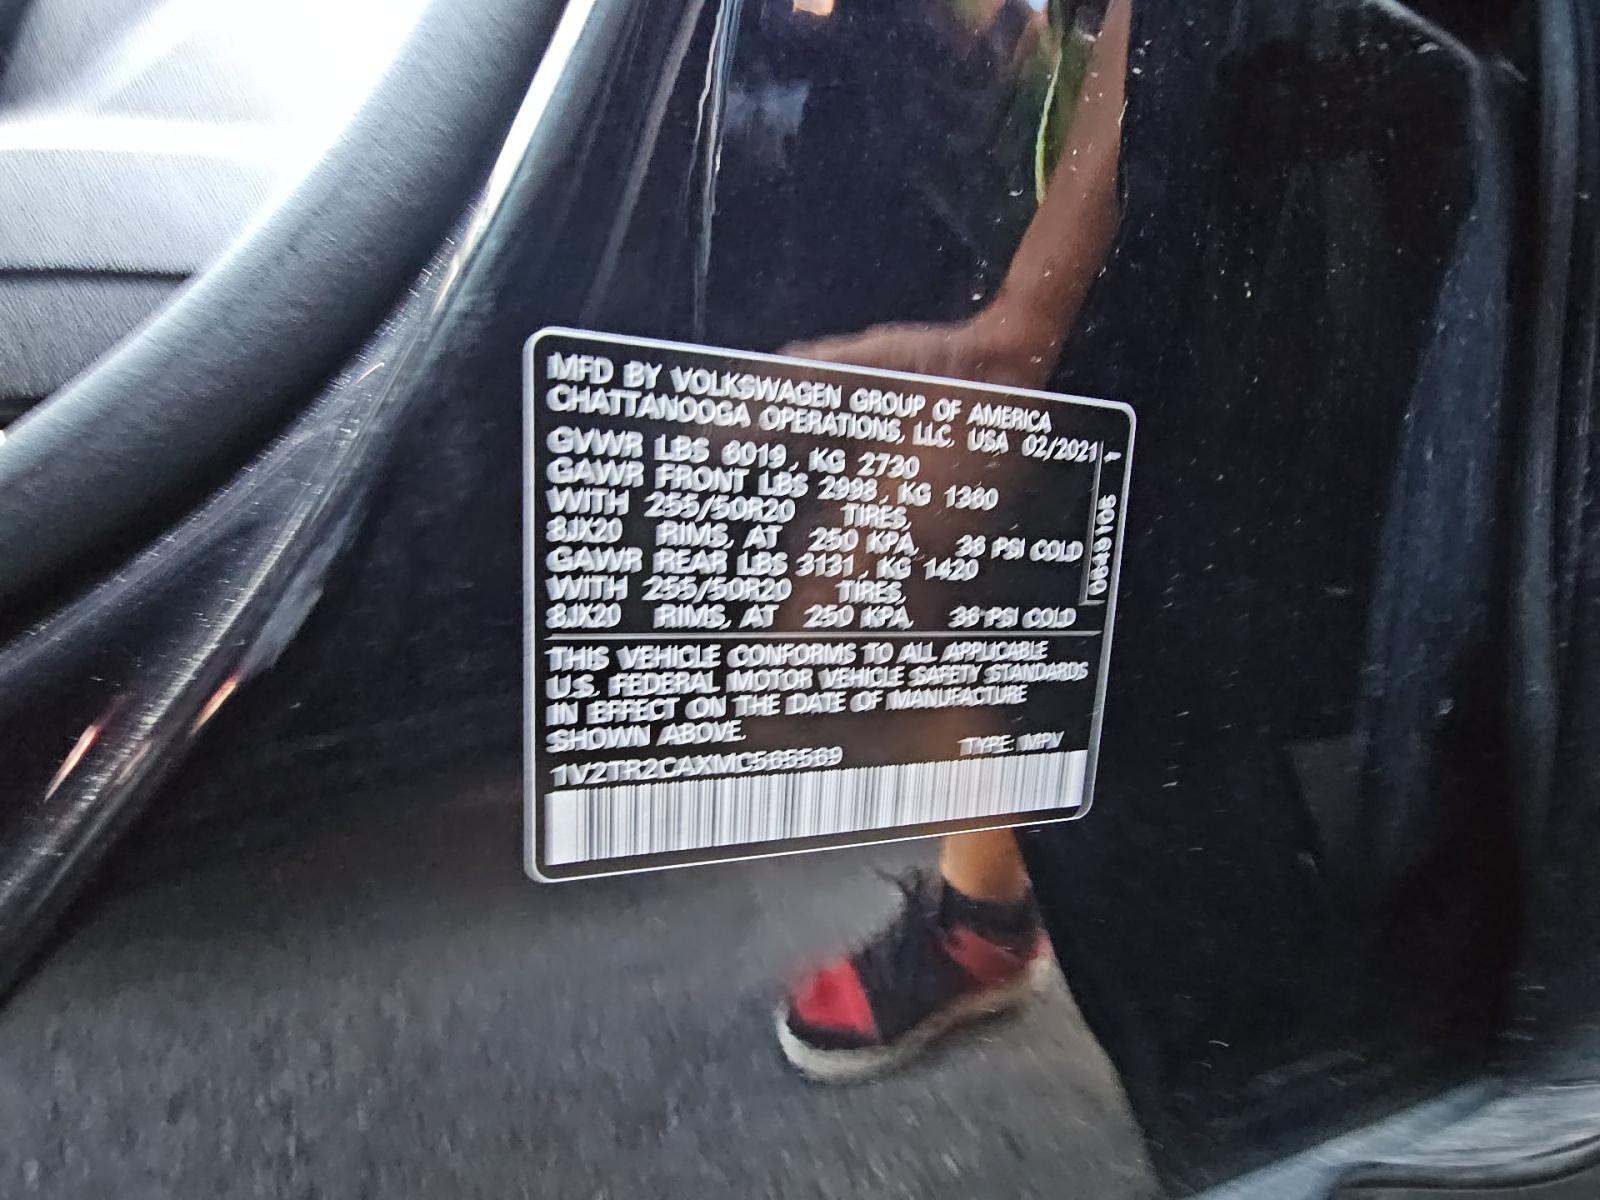 MFD BY VOLKSWAGEN GROUP OF AMERICA
CHATTANOOGA OPERATIONS, LLC. USA 02/2021
GVWR LBS 6019, KG 2730
GAWR FRONT LBS 2998, KG 1360
WITH 255/50R20 TIRES,
8JX20 RIMS, AT 250 KPA, 36 PSI COLD
GAWR REAR LBS 3131, KG 1420
WITH 255/50R20 TIRES,
8JX20 RIMS, AT 250 KPA, 36 PSI COLD
THIS VEHICLE CONFORMS TO ALL APPLICABLE
U.S. FEDERAL MOTOR VEHICLE SAFETY STANDARDS
IN EFFECT ON THE DATE OF MANUFACTURE
SHOWN ABOVE.
1V2TR2CAXMC565569 TYPE: MPV